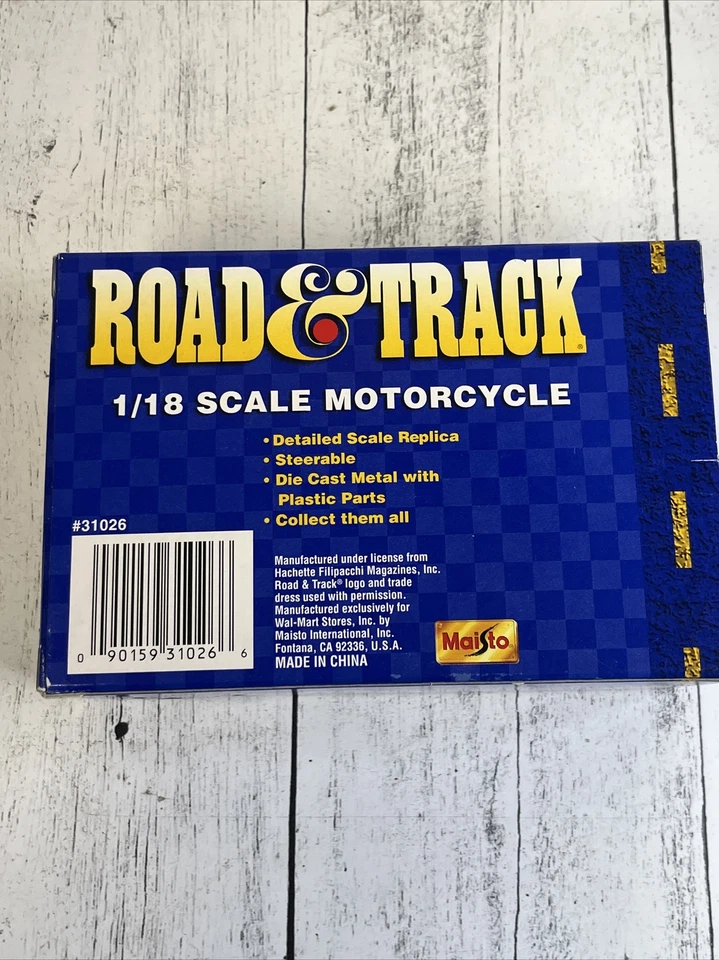 ROAD & TRACK®
1/18 SCALE MOTORCYCLE
• Detailed Scale Replica
• Steerable
• Die Cast Metal with
Plastic Parts
• Collect them all
#31026
0 90159 31026 6
Manufactured under license from
Hachette Filipacchi Magazines, Inc.
Road & Track® logo and trade
dress used with permission.
Manufactured exclusively for
Wal-Mart Stores, Inc. by
Maisto International, Inc.
Fontana, CA 92336, U.S.A.
MADE IN CHINA
Maisto